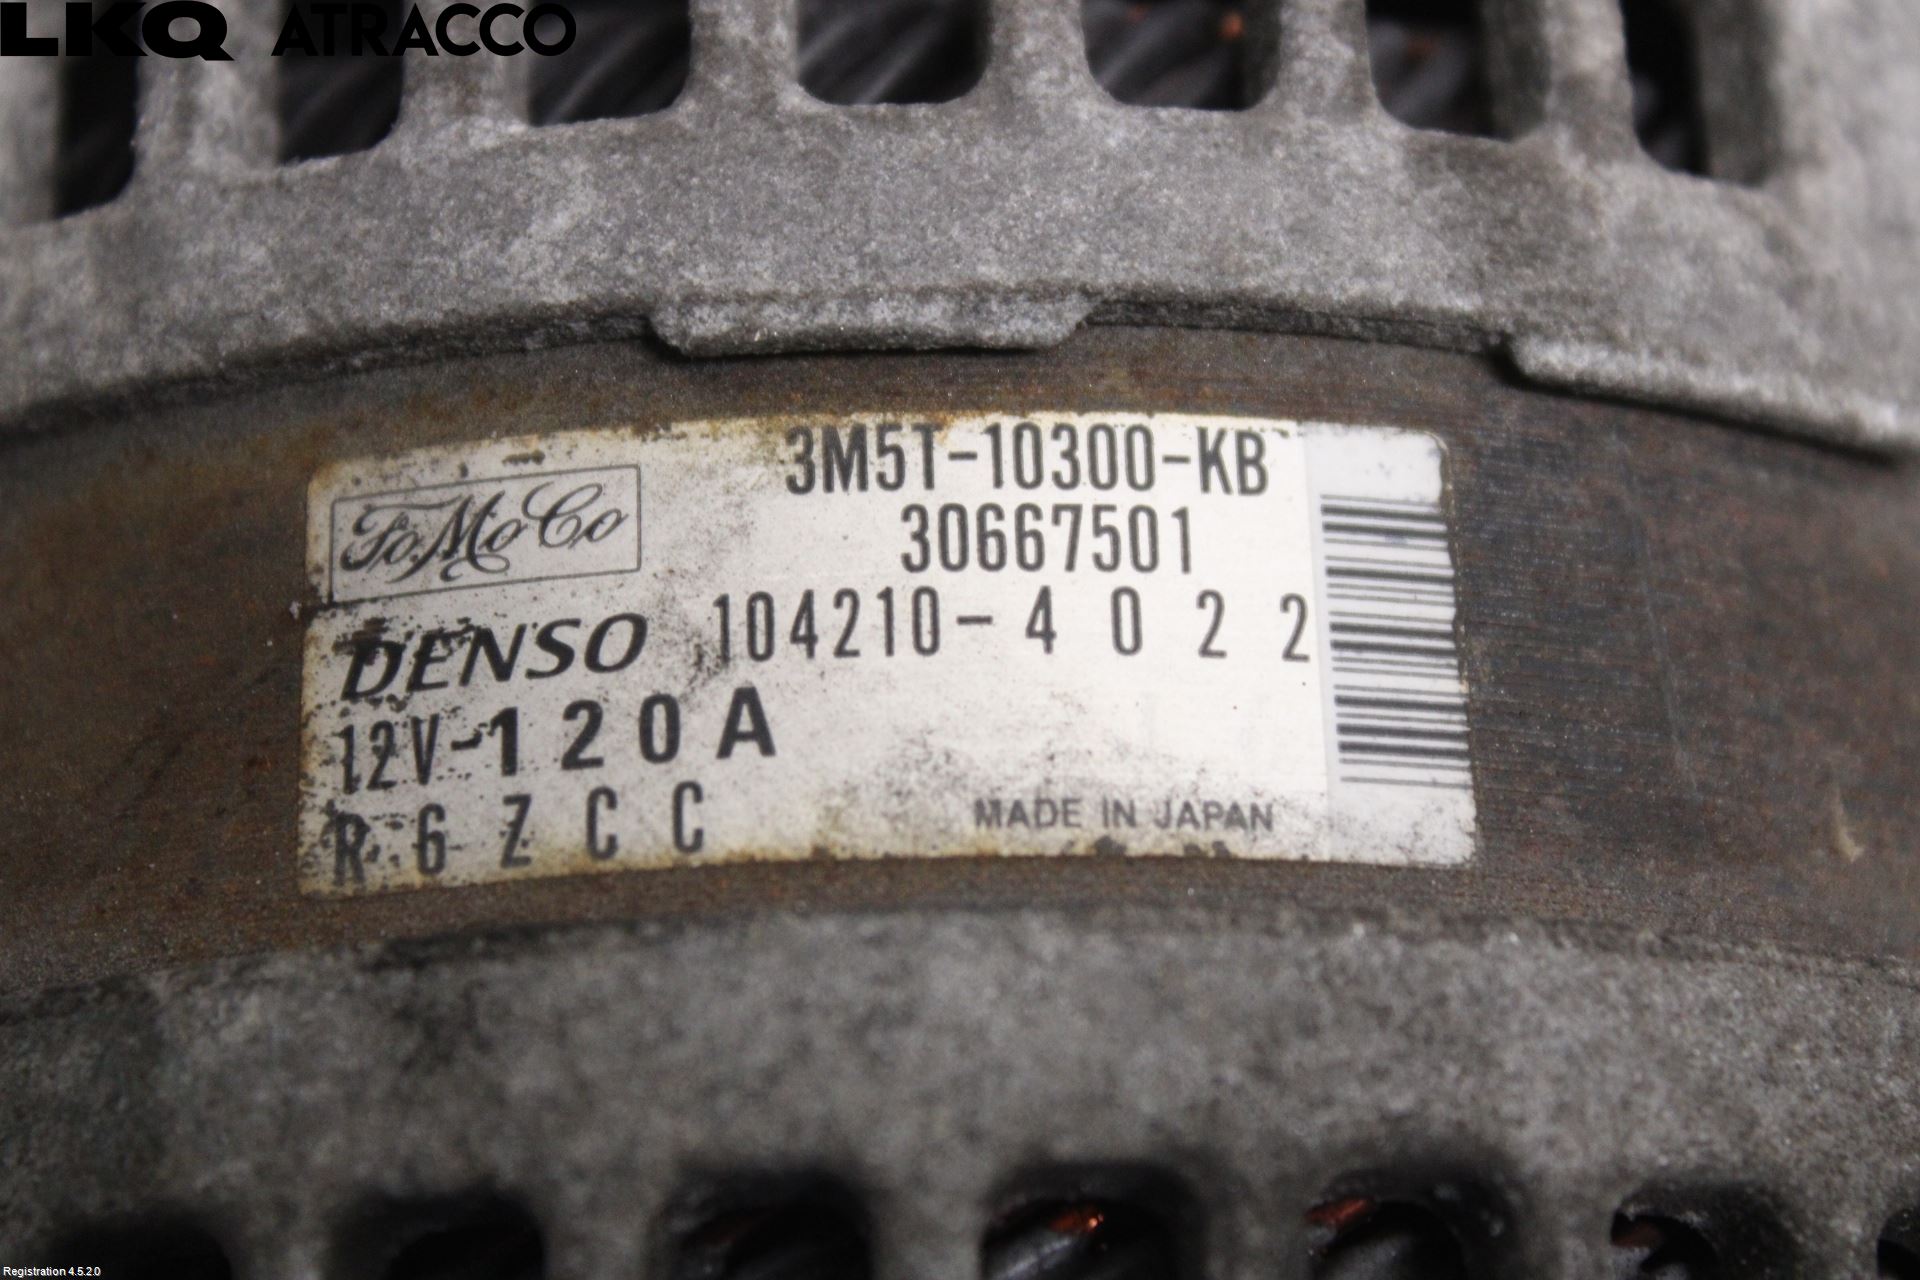 LKQ ATRACCO
3M5T-10300-KB
FoMoCo
30667501
DENSO 104210-4022
12V-120A
R6ZCC
MADE IN JAPAN
Registration 4.5.2.0